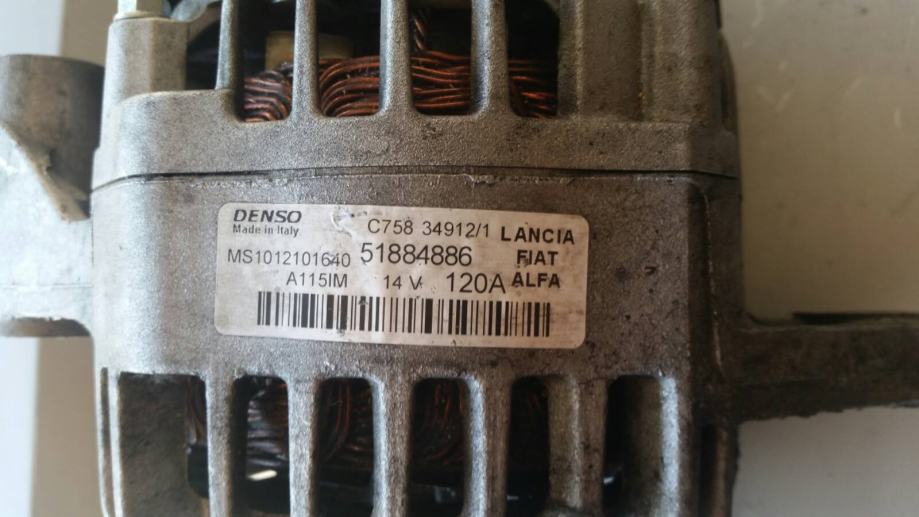 DENSO C758 34912/1 LANCIA
Made in Italy
MS1012101640 51884886 FIAT
A115IM 14 V 120A ALFA